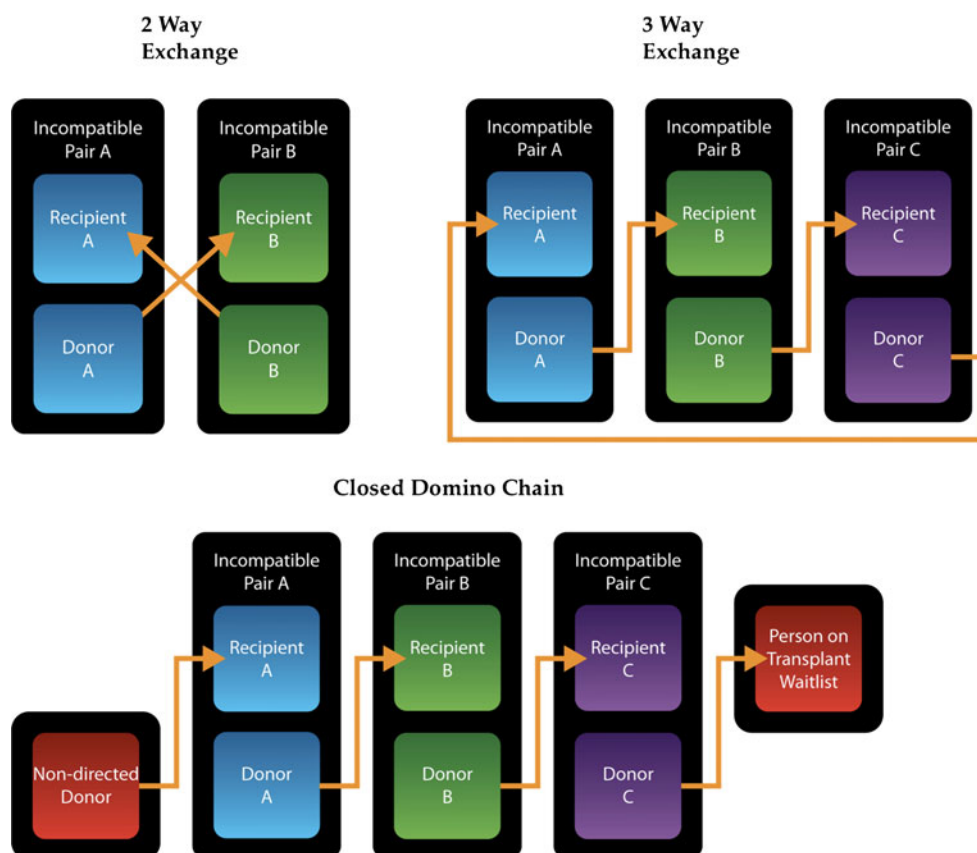 2 Way
Exchange
3 Way
Exchange
Incompatible
Pair A
Incompatible
Pair B
Recipient
A
Recipient
B
Donor
A
Donor
B
Incompatible
Pair A
Incompatible
Pair B
Incompatible
Pair C
Recipient
A
Recipient
B
Recipient
C
Donor
A
Donor
B
Donor
C
Closed Domino Chain
Incompatible
Pair A
Incompatible
Pair B
Incompatible
Pair C
Recipient
A
Recipient
B
Recipient
C
Person on
Transplant
Waitlist
Non-directed
Donor
Donor
A
Donor
B
Donor
C